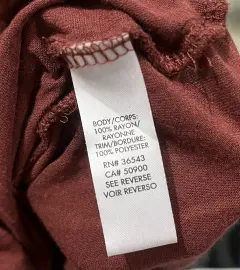 BODY/CORPS:
100% RAYON/
RAYONNE
TRIM/BORDURE:
100% POLYESTER
RN# 36543
CA# 50900
SEE REVERSE
VOIR REVERSO